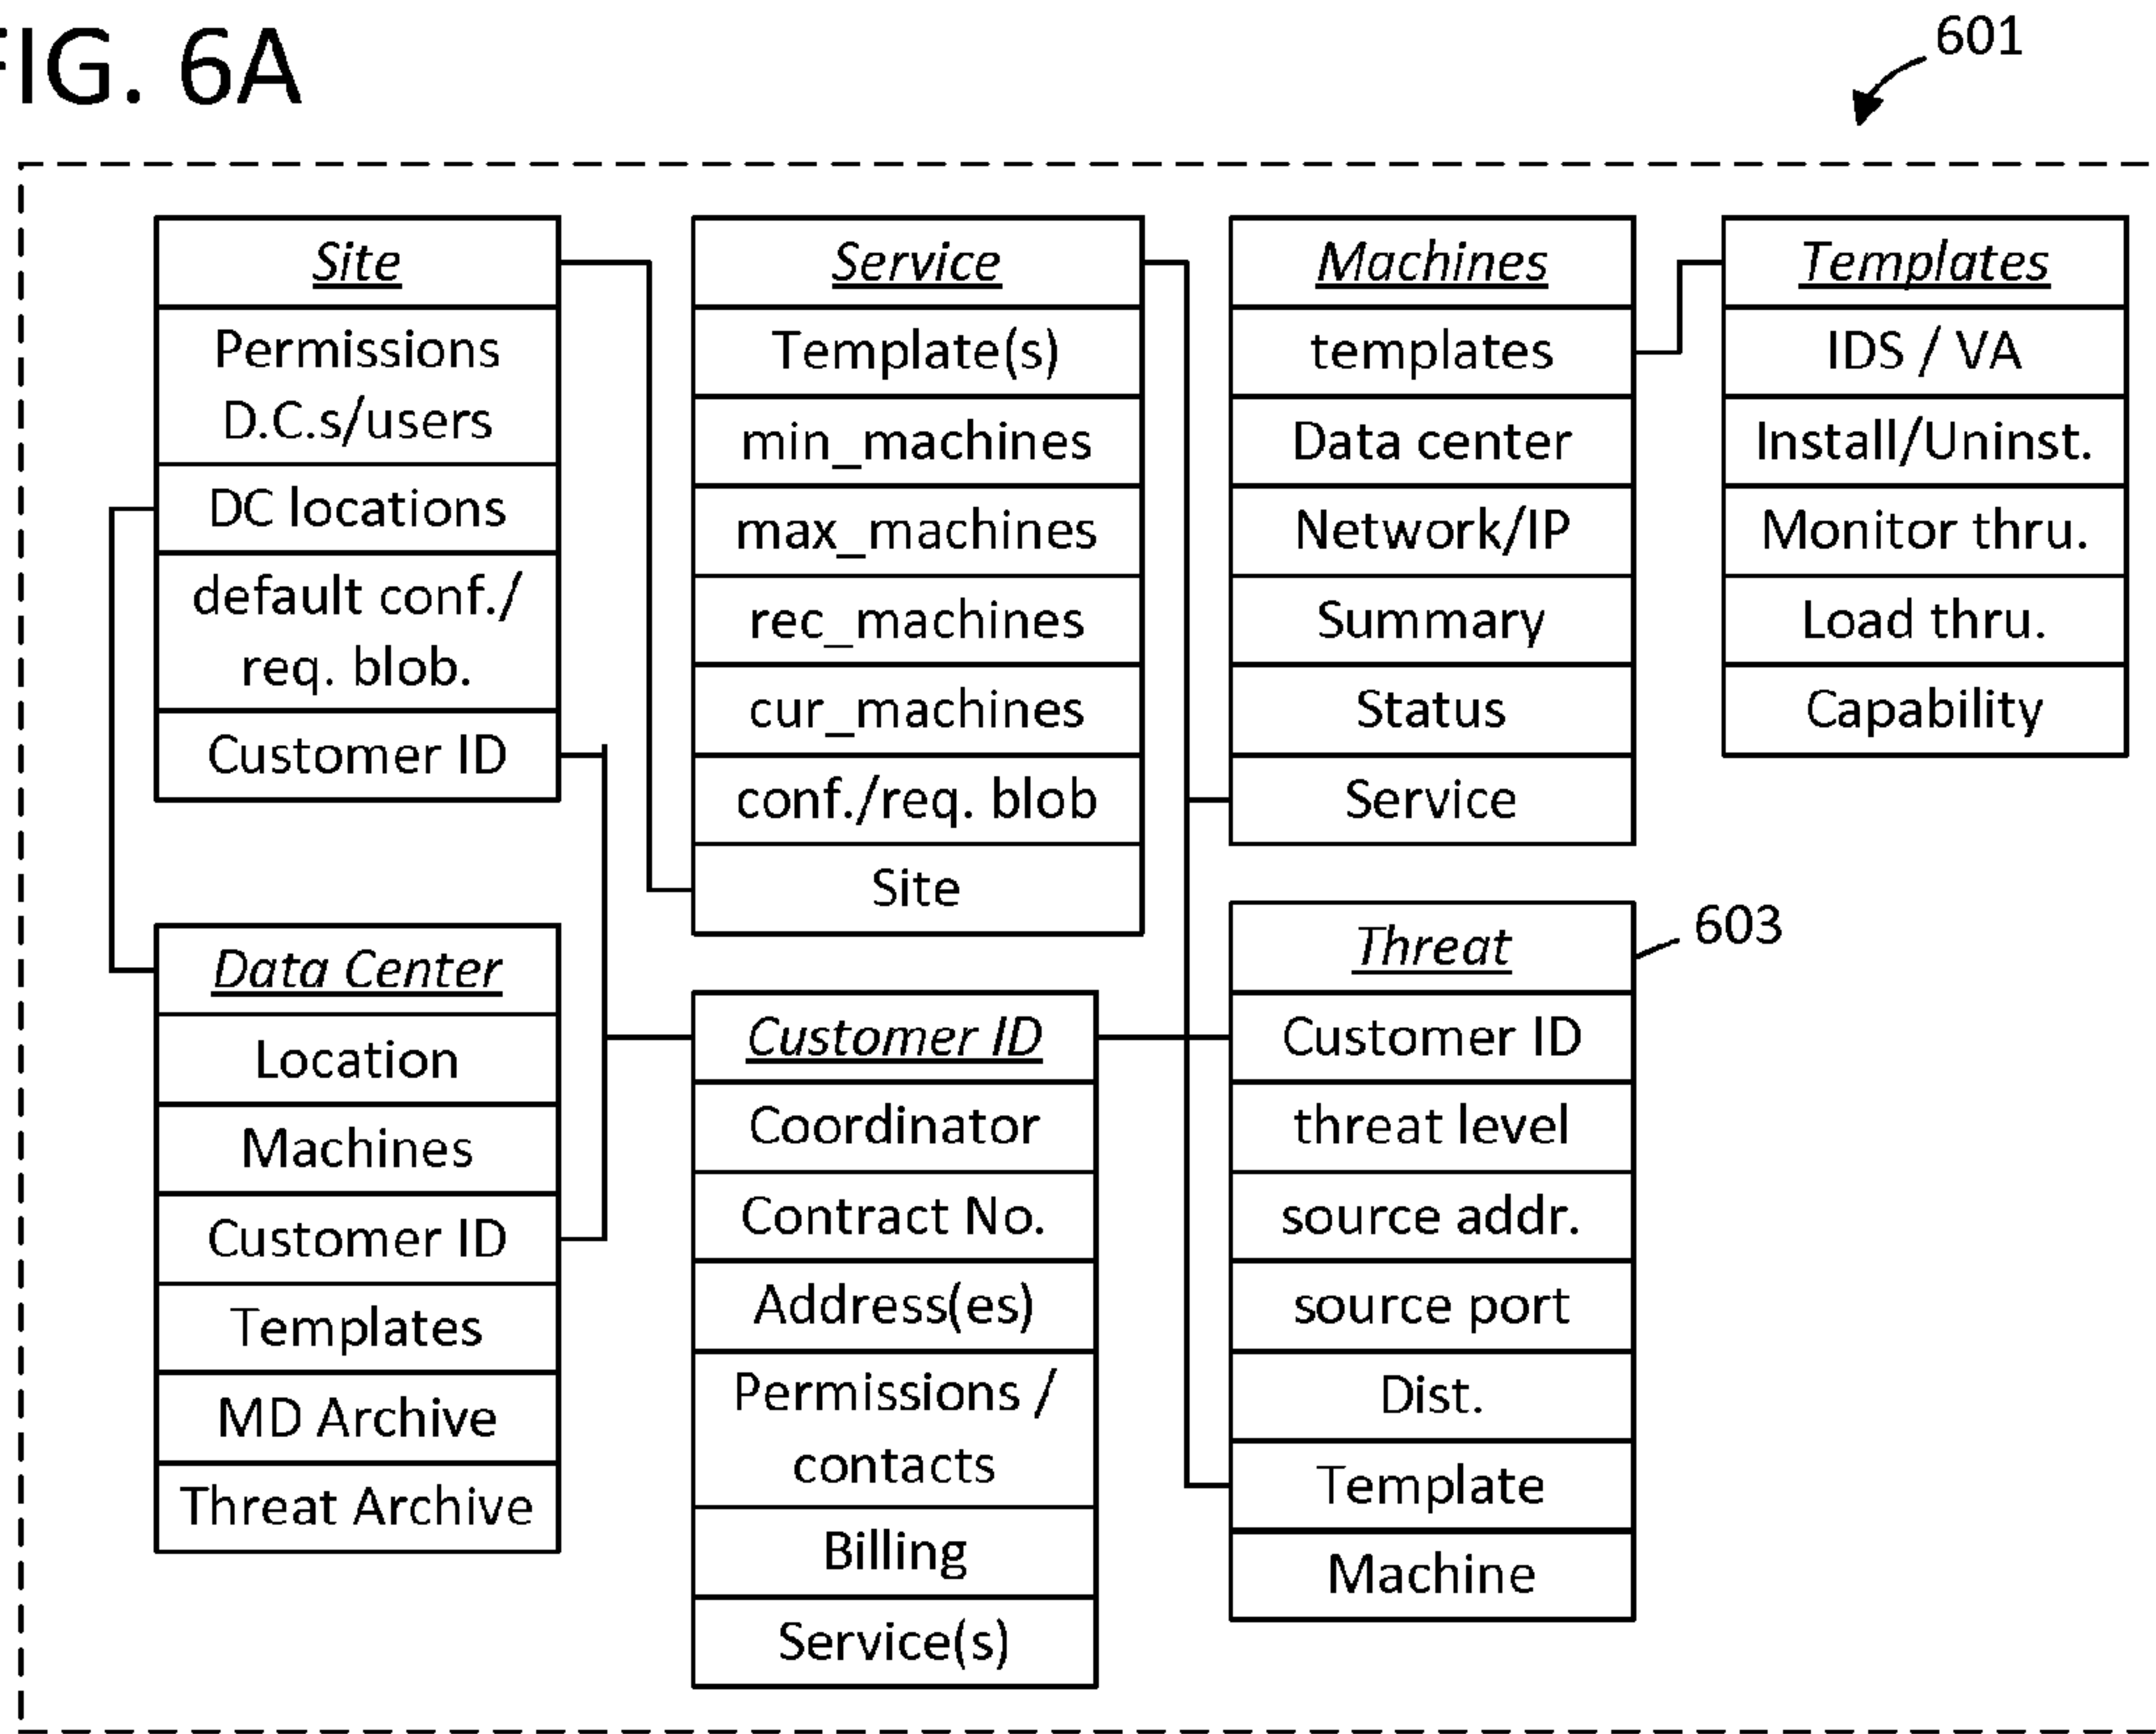 FIG. 6A
601
Site
Permissions
D.C.s/users
DC locations
default conf./
req. blob.
Customer ID
Service
Template(s)
min_machines
max_machines
rec_machines
cur_machines
conf./req. blob
Site
Machines
templates
Data center
Network/IP
Summary
Status
Service
Templates
IDS / VA
Install/Uninst.
Monitor thru.
Load thru.
Capability
Data Center
Location
Machines
Customer ID
Templates
MD Archive
Threat Archive
Customer ID
Coordinator
Contract No.
Address(es)
Permissions /
contacts
Billing
Service(s)
603
Threat
Customer ID
threat level
source addr.
source port
Dist.
Template
Machine